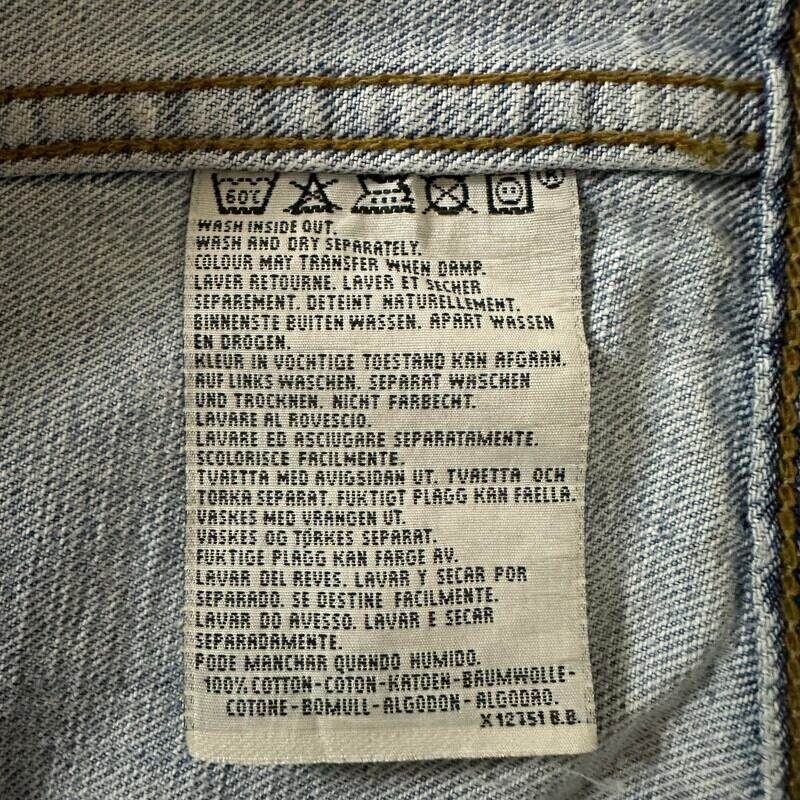 60C
®
WASH INSIDE OUT.
WASH AND DRY SEPARATELY.
COLOUR MAY TRANSFER WHEN DAMP.
LAVER RETOURNE. LAVER ET SECHER
SEPAREMENT. DETEINT NATURELLEMENT.
BINNENSTE BUITEN WASSEN. APART WASSEN
EN DROGEN.
KLEUR IN VOCHTIGE TOESTAND KAN AFGAAN.
AUF LINKS WASCHEN. SEPARAT WASCHEN
UND TROCKNEN. NICHT FARBECHT.
LAVARE AL ROVESCIO.
LAVARE ED ASCIUGARE SEPARATAMENTE.
SCOLORISCE FACILMENTE.
TVAETTA MED AVIGSIDAN UT. TVAETTA OCH
TORKA SEPARAT. FUKTIGT PLAGG KAN FAELLA.
VASKES MED VRANGEN UT.
VASKES OG TØRKES SEPARAT.
FUKTIGE PLAGG KAN FARGE AV.
LAVAR DEL REVES. LAVAR Y SECAR POR
SEPARADO. SE DESTINE FACILMENTE.
LAVAR DO AVESSO. LAVAR E SECAR
SEPARADAMENTE.
PODE MANCHAR QUANDO HUMIDO.
100% COTTON-COTON-KATOEN-BAUMWOLLE-
COTONE-BOMULL-ALGODON-ALGODAO.
X 12751 B.B.